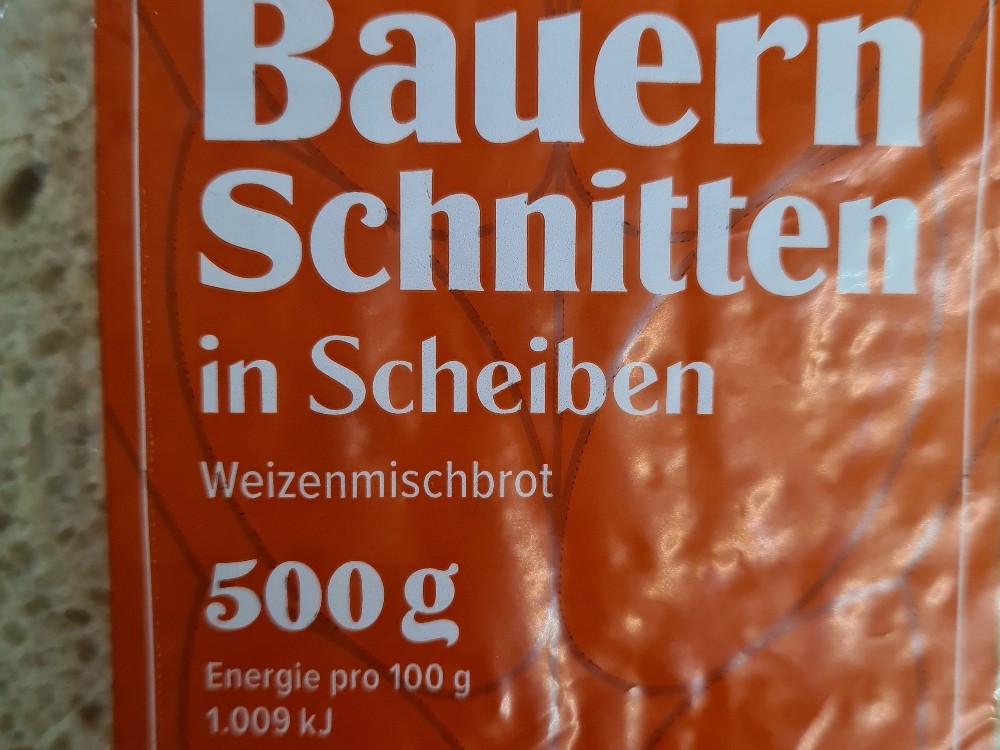 Bauern
Schnitten
in Scheiben
Weizenmischbrot
500 g
Energie pro 100 g
1.009 kJ